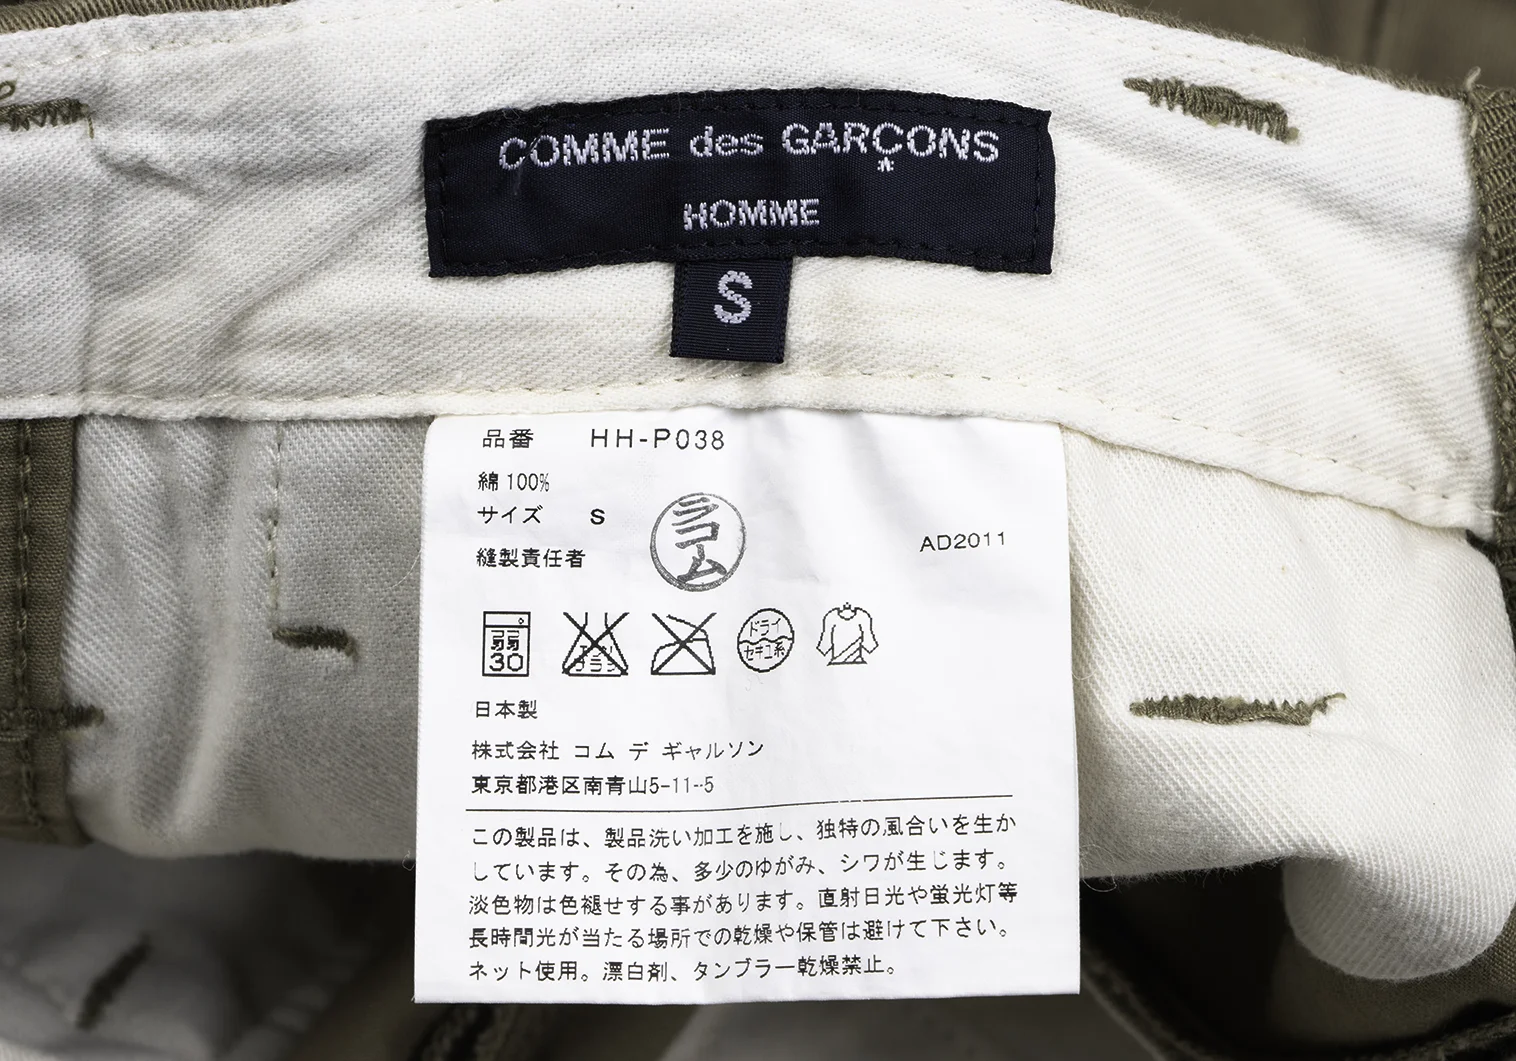 COMME des GARÇONS
HOMME
S
品番 HH-P038
綿 100%
サイズ S
縫製責任者
ラコム
AD2011
弱
30
エンソ
サラシ
ドライ
セキユ系
日本製
株式会社 コム デ ギャルソン
東京都港区南青山5-11-5
この製品は、製品洗い加工を施し、独特の風合いを生か
しています。その為、多少のゆがみ、シワが生じます。
淡色物は色褪せする事があります。直射日光や蛍光灯等
長時間光が当たる場所での乾燥や保管は避けて下さい。
ネット使用。漂白剤、タンブラー乾燥禁止。